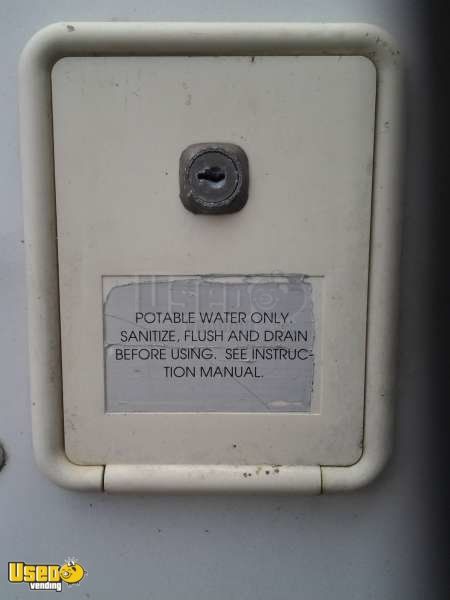 POTABLE WATER ONLY.
SANITIZE, FLUSH AND DRAIN
BEFORE USING. SEE INSTRUC-
TION MANUAL.
Used
vending